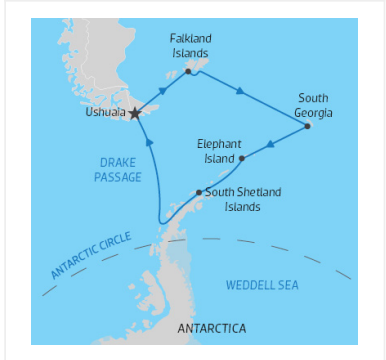 Falkland
Islands
South
Georgia
Ushuaia
Elephant
Island
DRAKE
PASSAGE
South Shetland
Islands
ANTARCTIC CIRCLE
WEDDELL SEA
ANTARCTICA